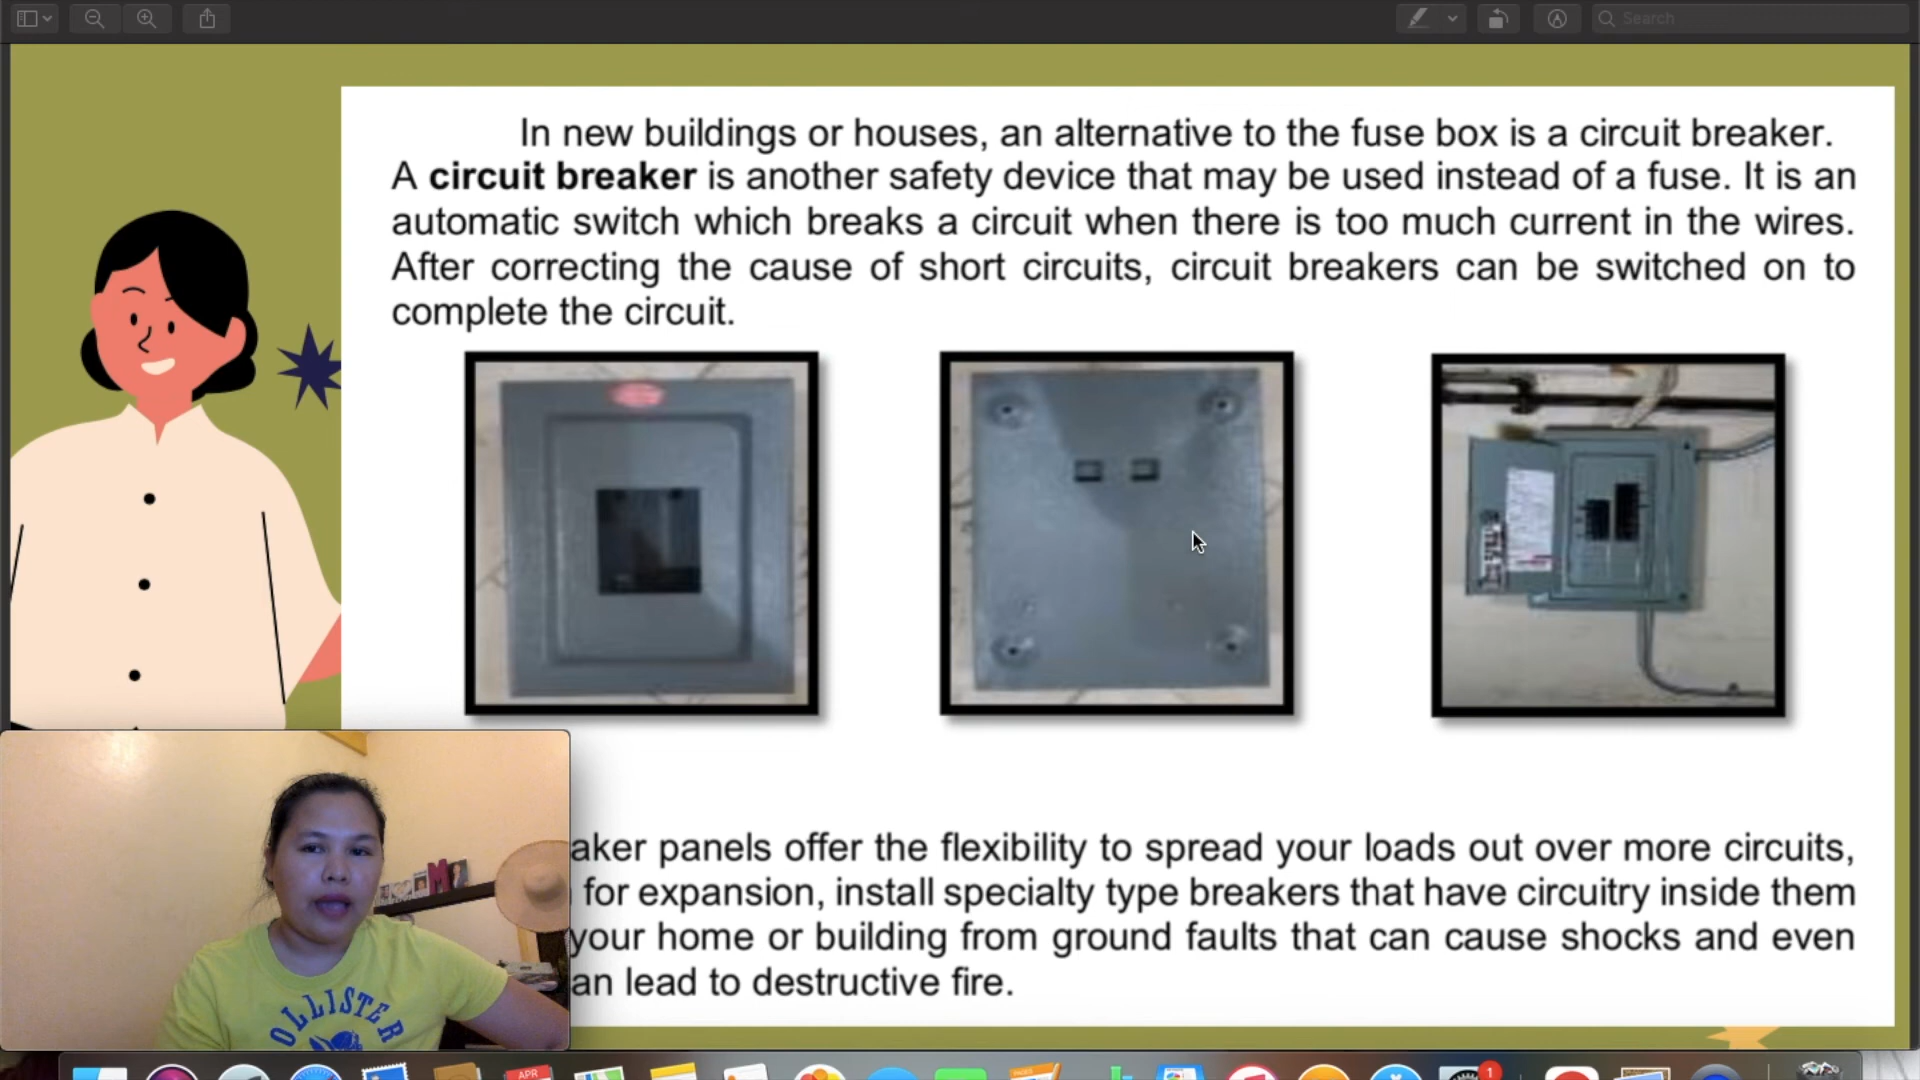 Search
In new buildings or houses, an alternative to the fuse box is a circuit breaker.
A circuit breaker is another safety device that may be used instead of a fuse. It is an
automatic switch which breaks a circuit when there is too much current in the wires.
After correcting the cause of short circuits, circuit breakers can be switched on to
complete the circuit.
aker panels offer the flexibility to spread your loads out over more circuits,
for expansion, install specialty type breakers that have circuitry inside them
your home or building from ground faults that can cause shocks and even
an lead to destructive fire.
M
OLLISTER
APR
PAGES
1